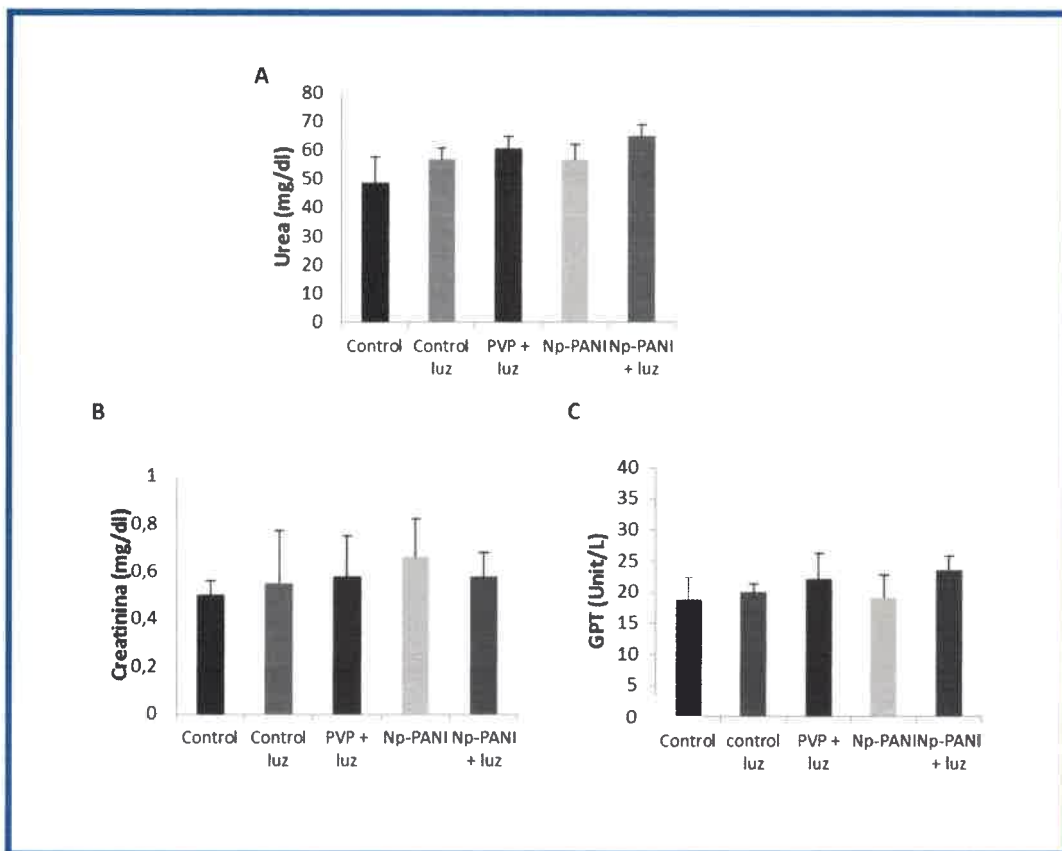 A
Urea (mg/dl)
80
70
60
50
40
30
20
10
0
Control
Control
luz
PVP +
luz
Np-PANI
Np-PANI
+ luz
B
Creatinina (mg/dl)
1
0,8
0,6
0,4
0,2
0
Control
Control
luz
PVP +
luz
Np-PANI
Np-PANI
+ luz
C
GPT (Unit/L)
40
35
30
25
20
15
10
5
0
Control
control
luz
PVP +
luz
Np-PANI
Np-PANI
+ luz